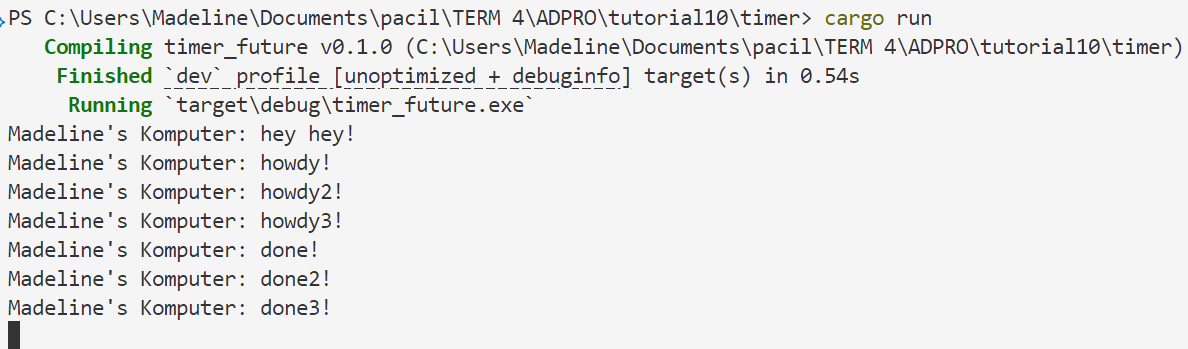 PS C:\Users\Madeline\Documents\pacil\TERM 4\ADPRO\tutorial10\timer> cargo run
   Compiling timer_future v0.1.0 (C:\Users\Madeline\Documents\pacil\TERM 4\ADPRO\tutorial10\timer)
    Finished `dev` profile [unoptimized + debuginfo] target(s) in 0.54s
     Running `target\debug\timer_future.exe`
Madeline's Komputer: hey hey!
Madeline's Komputer: howdy!
Madeline's Komputer: howdy2!
Madeline's Komputer: howdy3!
Madeline's Komputer: done!
Madeline's Komputer: done2!
Madeline's Komputer: done3!